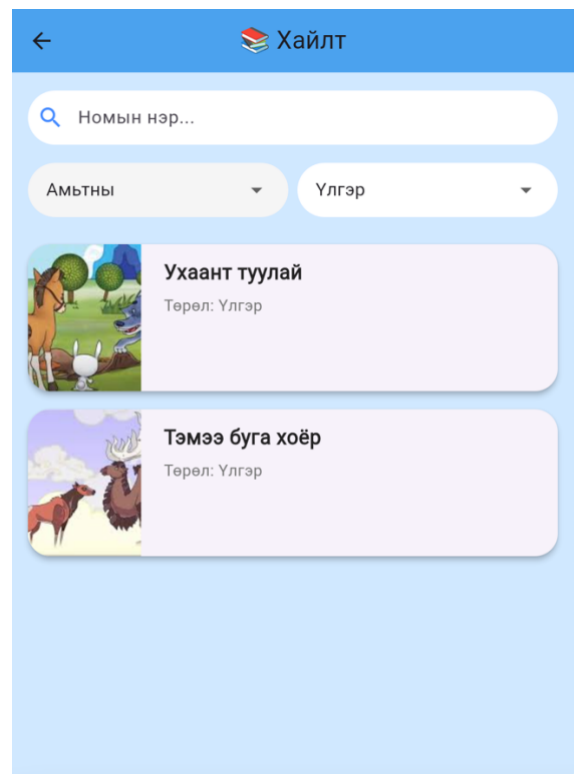 📚 Хайлт
Номын нэр...
Амьтны
Үлгэр
Ухаант туулай
Төрөл: Үлгэр
Тэмээ буга хоёр
Төрөл: Үлгэр